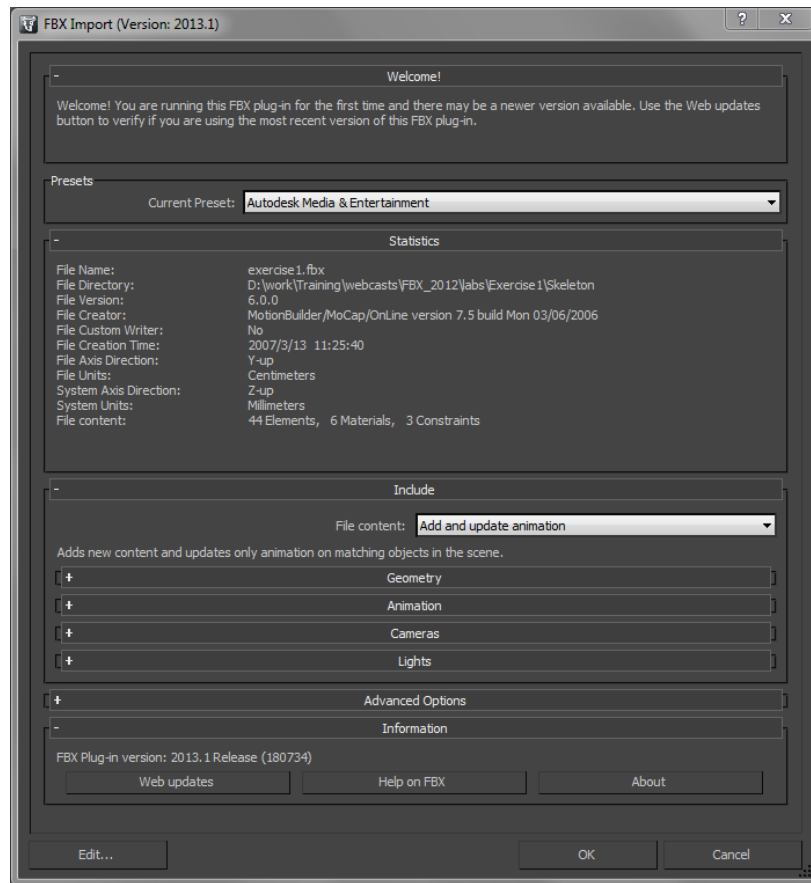 FBX Import (Version: 2013.1)
? X
- Welcome!
Welcome! You are running this FBX plug-in for the first time and there may be a newer version available. Use the Web updates
button to verify if you are using the most recent version of this FBX plug-in.
Presets
Current Preset: Autodesk Media & Entertainment
- Statistics
File Name: exercise1.fbx
File Directory: D:\work\Training\webcasts\FBX_2012\labs\Exercise1\Skeleton
File Version: 6.0.0
File Creator: MotionBuilder/MoCap/OnLine version 7.5 build Mon 03/06/2006
File Custom Writer: No
File Creation Time: 2007/3/13 11:25:40
File Axis Direction: Y-up
File Units: Centimeters
System Axis Direction: Z-up
System Units: Millimeters
File content: 44 Elements, 6 Materials, 3 Constraints
- Include
File content: Add and update animation
Adds new content and updates only animation on matching objects in the scene.
+ Geometry
+ Animation
+ Cameras
+ Lights
+ Advanced Options
- Information
FBX Plug-in version: 2013.1 Release (180734)
Web updates Help on FBX About
Edit... OK Cancel